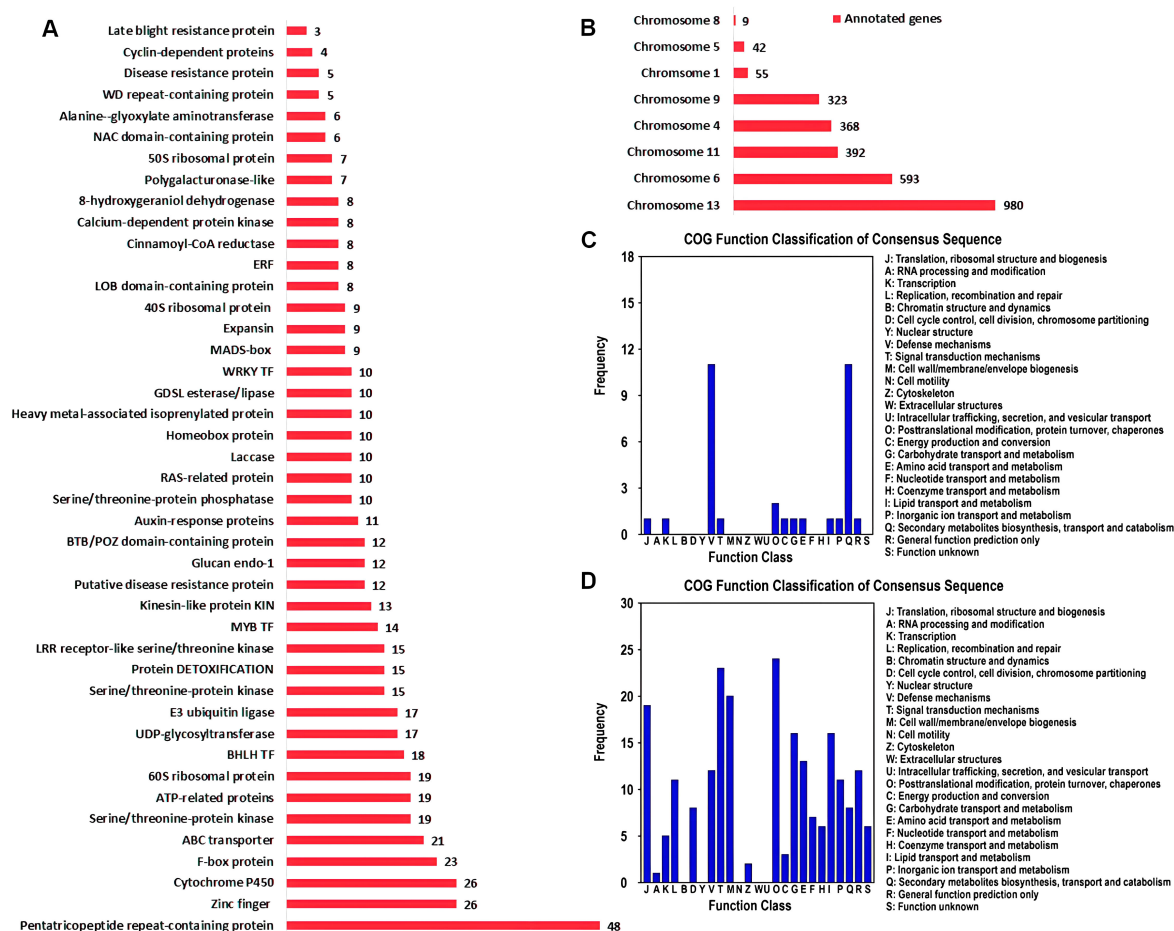 A
Late blight resistance protein 3
Cyclin-dependent proteins 4
Disease resistance protein 5
WD repeat-containing protein 5
Alanine--glyoxylate aminotransferase 6
NAC domain-containing protein 6
50S ribosomal protein 7
Polygalacturonase-like 7
8-hydroxygeraniol dehydrogenase 8
Calcium-dependent protein kinase 8
Cinnamoyl-CoA reductase 8
ERF 8
LOB domain-containing protein 8
40S ribosomal protein 9
Expansin 9
MADS-box 9
WRKY TF 10
GDSL esterase/lipase 10
Heavy metal-associated isoprenylated protein 10
Homeobox protein 10
Laccase 10
RAS-related protein 10
Serine/threonine-protein phosphatase 10
Auxin-response proteins 11
BTB/POZ domain-containing protein 12
Glucan endo-1 12
Putative disease resistance protein 12
Kinesin-like protein KIN 13
MYB TF 14
LRR receptor-like serine/threonine kinase 15
Protein DETOXIFICATION 15
Serine/threonine-protein kinase 15
E3 ubiquitin ligase 17
UDP-glycosyltransferase 17
BHLH TF 18
60S ribosomal protein 19
ATP-related proteins 19
Serine/threonine-protein kinase 19
ABC transporter 21
F-box protein 23
Cytochrome P450 26
Zinc finger 26
Pentatricopeptide repeat-containing protein 48
B
Annotated genes
Chromosome 8 9
Chromosome 5 42
Chromsome 1 55
Chromosome 9 323
Chromosome 4 368
Chromosome 11 392
Chromosome 6 593
Chromosome 13 980
C
COG Function Classification of Consensus Sequence
Frequency
18
15
12
9
6
3
0
J A K L B D Y V T M N Z W U O C G E F H I P Q R S
Function Class
J: Translation, ribosomal structure and biogenesis
A: RNA processing and modification
K: Transcription
L: Replication, recombination and repair
B: Chromatin structure and dynamics
D: Cell cycle control, cell division, chromosome partitioning
Y: Nuclear structure
V: Defense mechanisms
T: Signal transduction mechanisms
M: Cell wall/membrane/envelope biogenesis
N: Cell motility
Z: Cytoskeleton
W: Extracellular structures
U: Intracellular trafficking, secretion, and vesicular transport
O: Posttranslational modification, protein turnover, chaperones
C: Energy production and conversion
G: Carbohydrate transport and metabolism
E: Amino acid transport and metabolism
F: Nucleotide transport and metabolism
H: Coenzyme transport and metabolism
I: Lipid transport and metabolism
P: Inorganic ion transport and metabolism
Q: Secondary metabolites biosynthesis, transport and catabolism
R: General function prediction only
S: Function unknown
D
COG Function Classification of Consensus Sequence
Frequency
30
25
20
15
10
5
0
J A K L B D Y V T M N Z W U O C G E F H I P Q R S
Function Class
J: Translation, ribosomal structure and biogenesis
A: RNA processing and modification
K: Transcription
L: Replication, recombination and repair
B: Chromatin structure and dynamics
D: Cell cycle control, cell division, chromosome partitioning
Y: Nuclear structure
V: Defense mechanisms
T: Signal transduction mechanisms
M: Cell wall/membrane/envelope biogenesis
N: Cell motility
Z: Cytoskeleton
W: Extracellular structures
U: Intracellular trafficking, secretion, and vesicular transport
O: Posttranslational modification, protein turnover, chaperones
C: Energy production and conversion
G: Carbohydrate transport and metabolism
E: Amino acid transport and metabolism
F: Nucleotide transport and metabolism
H: Coenzyme transport and metabolism
I: Lipid transport and metabolism
P: Inorganic ion transport and metabolism
Q: Secondary metabolites biosynthesis, transport and catabolism
R: General function prediction only
S: Function unknown